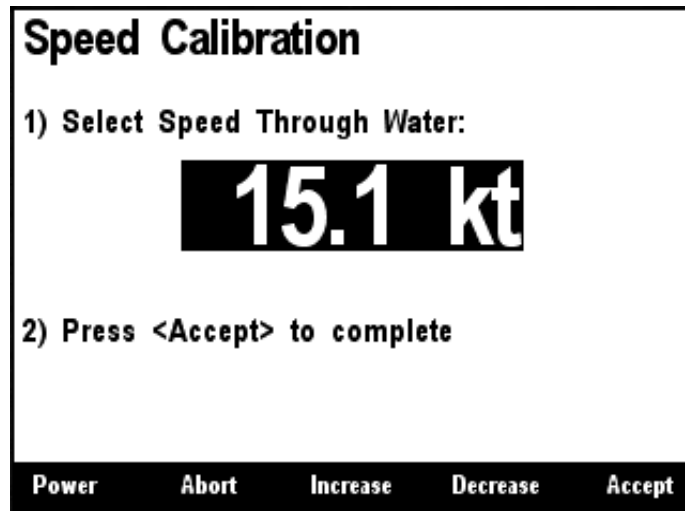 Speed Calibration
1) Select Speed Through Water:
15.1 kt
2) Press <Accept> to complete
Power Abort Increase Decrease Accept